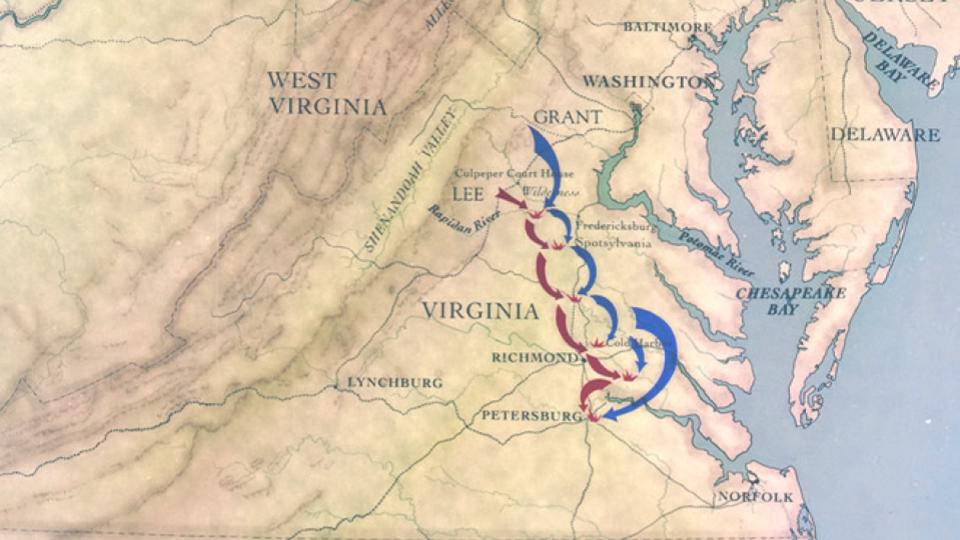 BALTIMORE
DELAWARE
BAY
WASHINGTON
WEST
VIRGINIA
GRANT
DELAWARE
SHENANDOAH VALLEY
Culpeper Court House
LEE
Wilderness
Rapidan River
Fredericksburg
Spotsylvania
Potomac River
CHESAPEAKE
BAY
VIRGINIA
Cold Harbor
RICHMOND
LYNCHBURG
PETERSBURG
NORFOLK